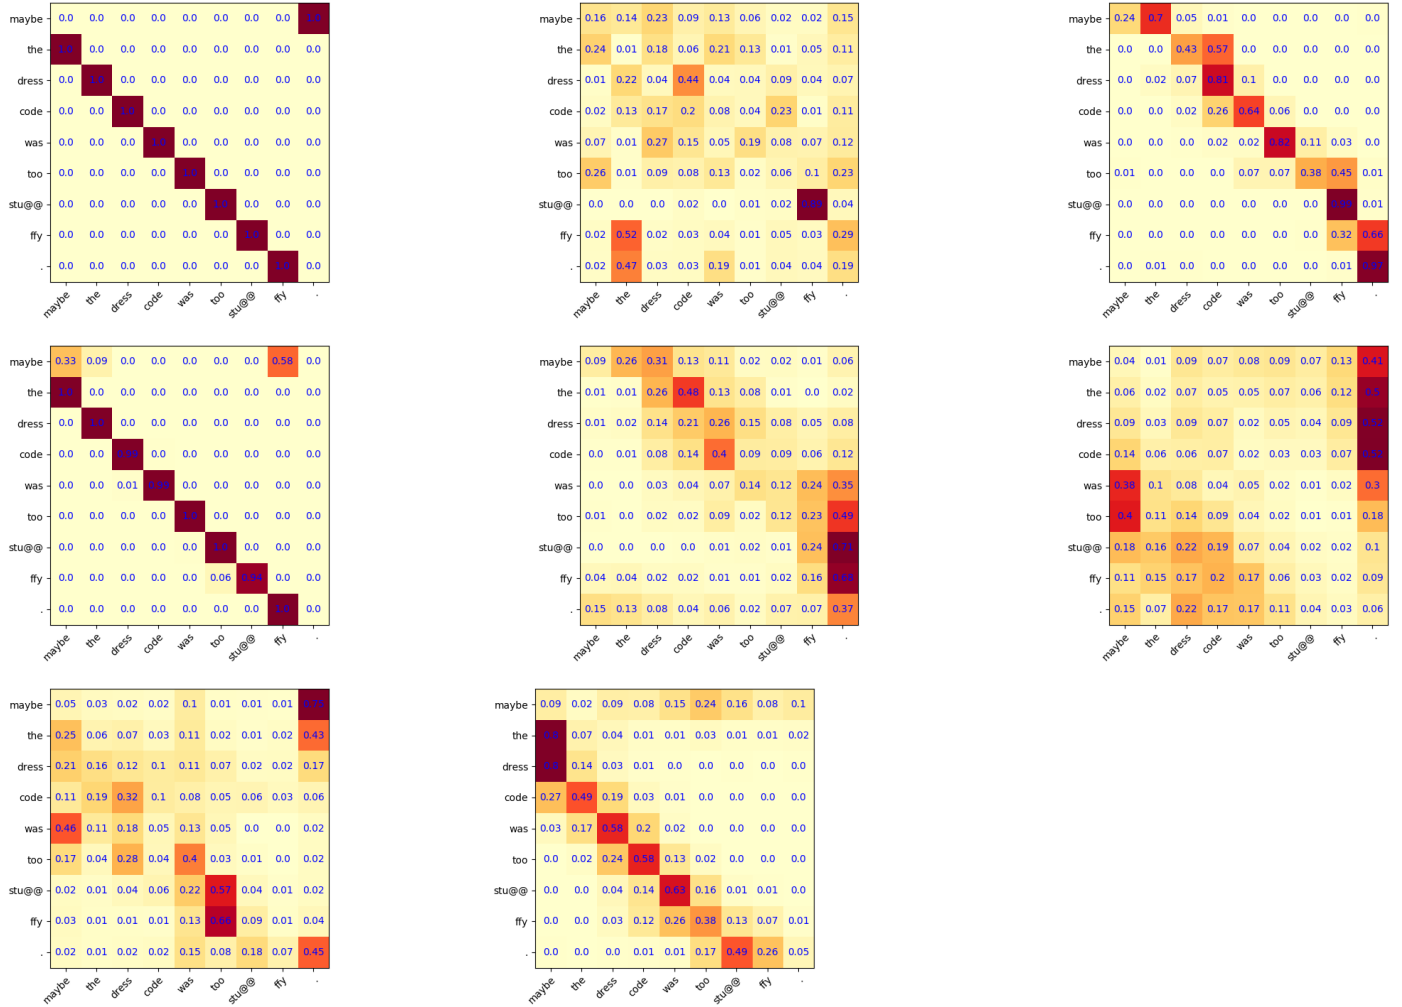 maybe 0.0 0.0 0.0 0.0 0.0 0.0 0.0 0.0 1.0
the 1.0 0.0 0.0 0.0 0.0 0.0 0.0 0.0 0.0
dress 0.0 1.0 0.0 0.0 0.0 0.0 0.0 0.0 0.0
code 0.0 0.0 1.0 0.0 0.0 0.0 0.0 0.0 0.0
was 0.0 0.0 0.0 1.0 0.0 0.0 0.0 0.0 0.0
too 0.0 0.0 0.0 0.0 1.0 0.0 0.0 0.0 0.0
stu@@ 0.0 0.0 0.0 0.0 0.0 1.0 0.0 0.0 0.0
ffy 0.0 0.0 0.0 0.0 0.0 0.0 1.0 0.0 0.0
. 0.0 0.0 0.0 0.0 0.0 0.0 0.0 1.0 0.0
maybe the dress code was too stu@@ ffy .
maybe 0.16 0.14 0.23 0.09 0.13 0.06 0.02 0.02 0.15
the 0.24 0.01 0.18 0.06 0.21 0.13 0.01 0.05 0.11
dress 0.01 0.22 0.04 0.44 0.04 0.04 0.09 0.04 0.07
code 0.02 0.13 0.17 0.2 0.08 0.04 0.23 0.01 0.11
was 0.07 0.01 0.27 0.15 0.05 0.19 0.08 0.07 0.12
too 0.26 0.01 0.09 0.08 0.13 0.02 0.06 0.1 0.23
stu@@ 0.0 0.0 0.0 0.02 0.0 0.01 0.02 0.04
ffy 0.02 0.52 0.02 0.03 0.04 0.01 0.05 0.03 0.29
. 0.02 0.47 0.03 0.03 0.19 0.01 0.04 0.04 0.19
maybe the dress code was too stu@@ ffy .
maybe 0.24 0.7 0.05 0.01 0.0 0.0 0.0 0.0 0.0
the 0.0 0.0 0.43 0.57 0.0 0.0 0.0 0.0 0.0
dress 0.0 0.02 0.07 0.81 0.1 0.0 0.0 0.0 0.0
code 0.0 0.0 0.02 0.26 0.64 0.06 0.0 0.0 0.0
was 0.0 0.0 0.0 0.02 0.02 0.82 0.11 0.03 0.0
too 0.01 0.0 0.0 0.0 0.07 0.07 0.38 0.45 0.01
stu@@ 0.0 0.0 0.0 0.0 0.0 0.0 0.0 0.98 0.01
ffy 0.0 0.0 0.0 0.0 0.0 0.0 0.0 0.32 0.66
. 0.0 0.01 0.0 0.0 0.0 0.0 0.0 0.01 0.97
maybe the dress code was too stu@@ ffy .
maybe 0.33 0.09 0.0 0.0 0.0 0.0 0.0 0.58 0.0
the 1.0 0.0 0.0 0.0 0.0 0.0 0.0 0.0 0.0
dress 0.0 1.0 0.0 0.0 0.0 0.0 0.0 0.0 0.0
code 0.0 0.0 0.99 0.0 0.0 0.0 0.0 0.0 0.0
was 0.0 0.0 0.01 0.99 0.0 0.0 0.0 0.0 0.0
too 0.0 0.0 0.0 0.0 1.0 0.0 0.0 0.0 0.0
stu@@ 0.0 0.0 0.0 0.0 0.0 1.0 0.0 0.0 0.0
ffy 0.0 0.0 0.0 0.0 0.0 0.06 0.94 0.0 0.0
. 0.0 0.0 0.0 0.0 0.0 0.0 0.0 1.0 0.0
maybe the dress code was too stu@@ ffy .
maybe 0.09 0.26 0.31 0.13 0.11 0.02 0.02 0.01 0.06
the 0.01 0.01 0.26 0.48 0.13 0.08 0.01 0.0 0.02
dress 0.01 0.02 0.14 0.21 0.26 0.15 0.08 0.05 0.08
code 0.0 0.01 0.08 0.14 0.4 0.09 0.09 0.06 0.12
was 0.0 0.0 0.03 0.04 0.07 0.14 0.12 0.24 0.35
too 0.01 0.0 0.02 0.02 0.09 0.02 0.12 0.23 0.49
stu@@ 0.0 0.0 0.0 0.0 0.01 0.02 0.01 0.24 0.71
ffy 0.04 0.04 0.02 0.02 0.01 0.01 0.02 0.16
. 0.15 0.13 0.08 0.04 0.06 0.02 0.07 0.07 0.37
maybe the dress code was too stu@@ ffy .
maybe 0.04 0.01 0.09 0.07 0.08 0.09 0.07 0.13 0.41
the 0.06 0.02 0.07 0.05 0.05 0.07 0.06 0.12 0.5
dress 0.09 0.03 0.09 0.07 0.02 0.05 0.04 0.09
code 0.14 0.06 0.06 0.07 0.02 0.03 0.03 0.07 0.52
was 0.38 0.1 0.08 0.04 0.05 0.02 0.01 0.02 0.3
too 0.4 0.11 0.14 0.09 0.04 0.02 0.01 0.01 0.18
stu@@ 0.18 0.16 0.22 0.19 0.07 0.04 0.02 0.02 0.1
ffy 0.11 0.15 0.17 0.2 0.17 0.06 0.03 0.02 0.09
. 0.15 0.07 0.22 0.17 0.17 0.11 0.04 0.03 0.06
maybe the dress code was too stu@@ ffy .
maybe 0.05 0.03 0.02 0.02 0.1 0.01 0.01 0.01
the 0.25 0.06 0.07 0.03 0.11 0.02 0.01 0.02 0.43
dress 0.21 0.16 0.12 0.1 0.11 0.07 0.02 0.02 0.17
code 0.11 0.19 0.32 0.1 0.08 0.05 0.06 0.03 0.06
was 0.46 0.11 0.18 0.05 0.13 0.05 0.0 0.0 0.02
too 0.17 0.04 0.28 0.04 0.4 0.03 0.01 0.0 0.02
stu@@ 0.02 0.01 0.04 0.06 0.22 0.57 0.04 0.01 0.02
ffy 0.03 0.01 0.01 0.01 0.13 0.66 0.09 0.01 0.04
. 0.02 0.01 0.02 0.02 0.15 0.08 0.18 0.07 0.45
maybe the dress code was too stu@@ ffy .
maybe 0.09 0.02 0.09 0.08 0.15 0.24 0.16 0.08 0.1
the 0.8 0.07 0.04 0.01 0.01 0.03 0.01 0.01 0.02
dress 0.8 0.14 0.03 0.01 0.0 0.0 0.0 0.0 0.0
code 0.27 0.49 0.19 0.03 0.01 0.0 0.0 0.0 0.0
was 0.03 0.17 0.58 0.2 0.02 0.0 0.0 0.0 0.0
too 0.0 0.02 0.24 0.58 0.13 0.02 0.0 0.0 0.0
stu@@ 0.0 0.0 0.04 0.14 0.63 0.16 0.01 0.01 0.0
ffy 0.0 0.0 0.03 0.12 0.26 0.38 0.13 0.07 0.01
. 0.0 0.0 0.0 0.01 0.01 0.17 0.49 0.26 0.05
maybe the dress code was too stu@@ ffy .